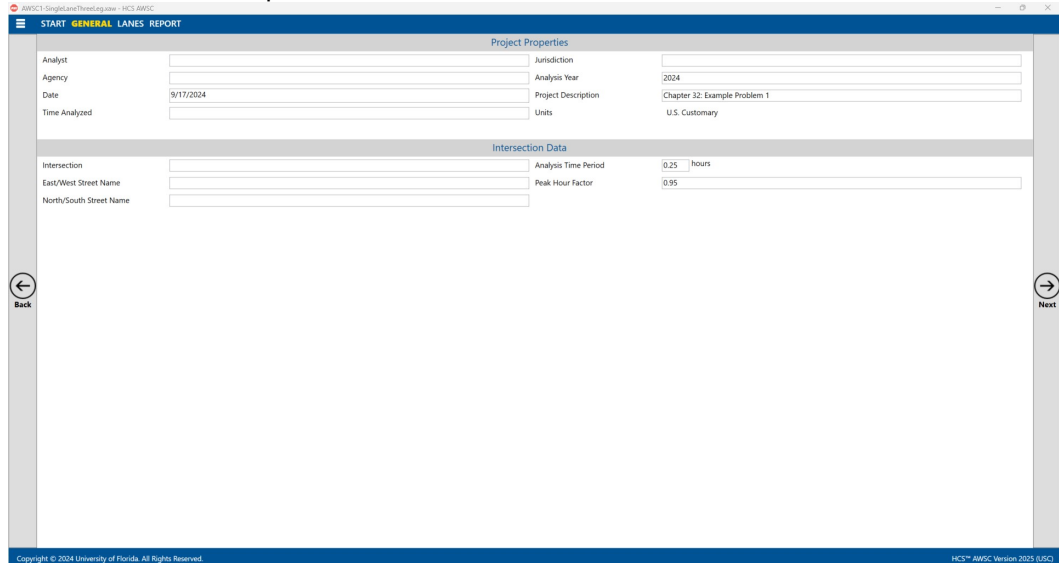 AWSC1-SingleLaneThreeLeg.xaw - HCS AWSC
START GENERAL LANES REPORT
Project Properties
Analyst Jurisdiction
Agency Analysis Year 2024
Date 9/17/2024 Project Description Chapter 32: Example Problem 1
Time Analyzed Units U.S. Customary
Intersection Data
Intersection Analysis Time Period 0.25 hours
East/West Street Name Peak Hour Factor 0.95
North/South Street Name
Back Next
Copyright © 2024 University of Florida. All Rights Reserved. HCS™ AWSC Version 2025 (USC)